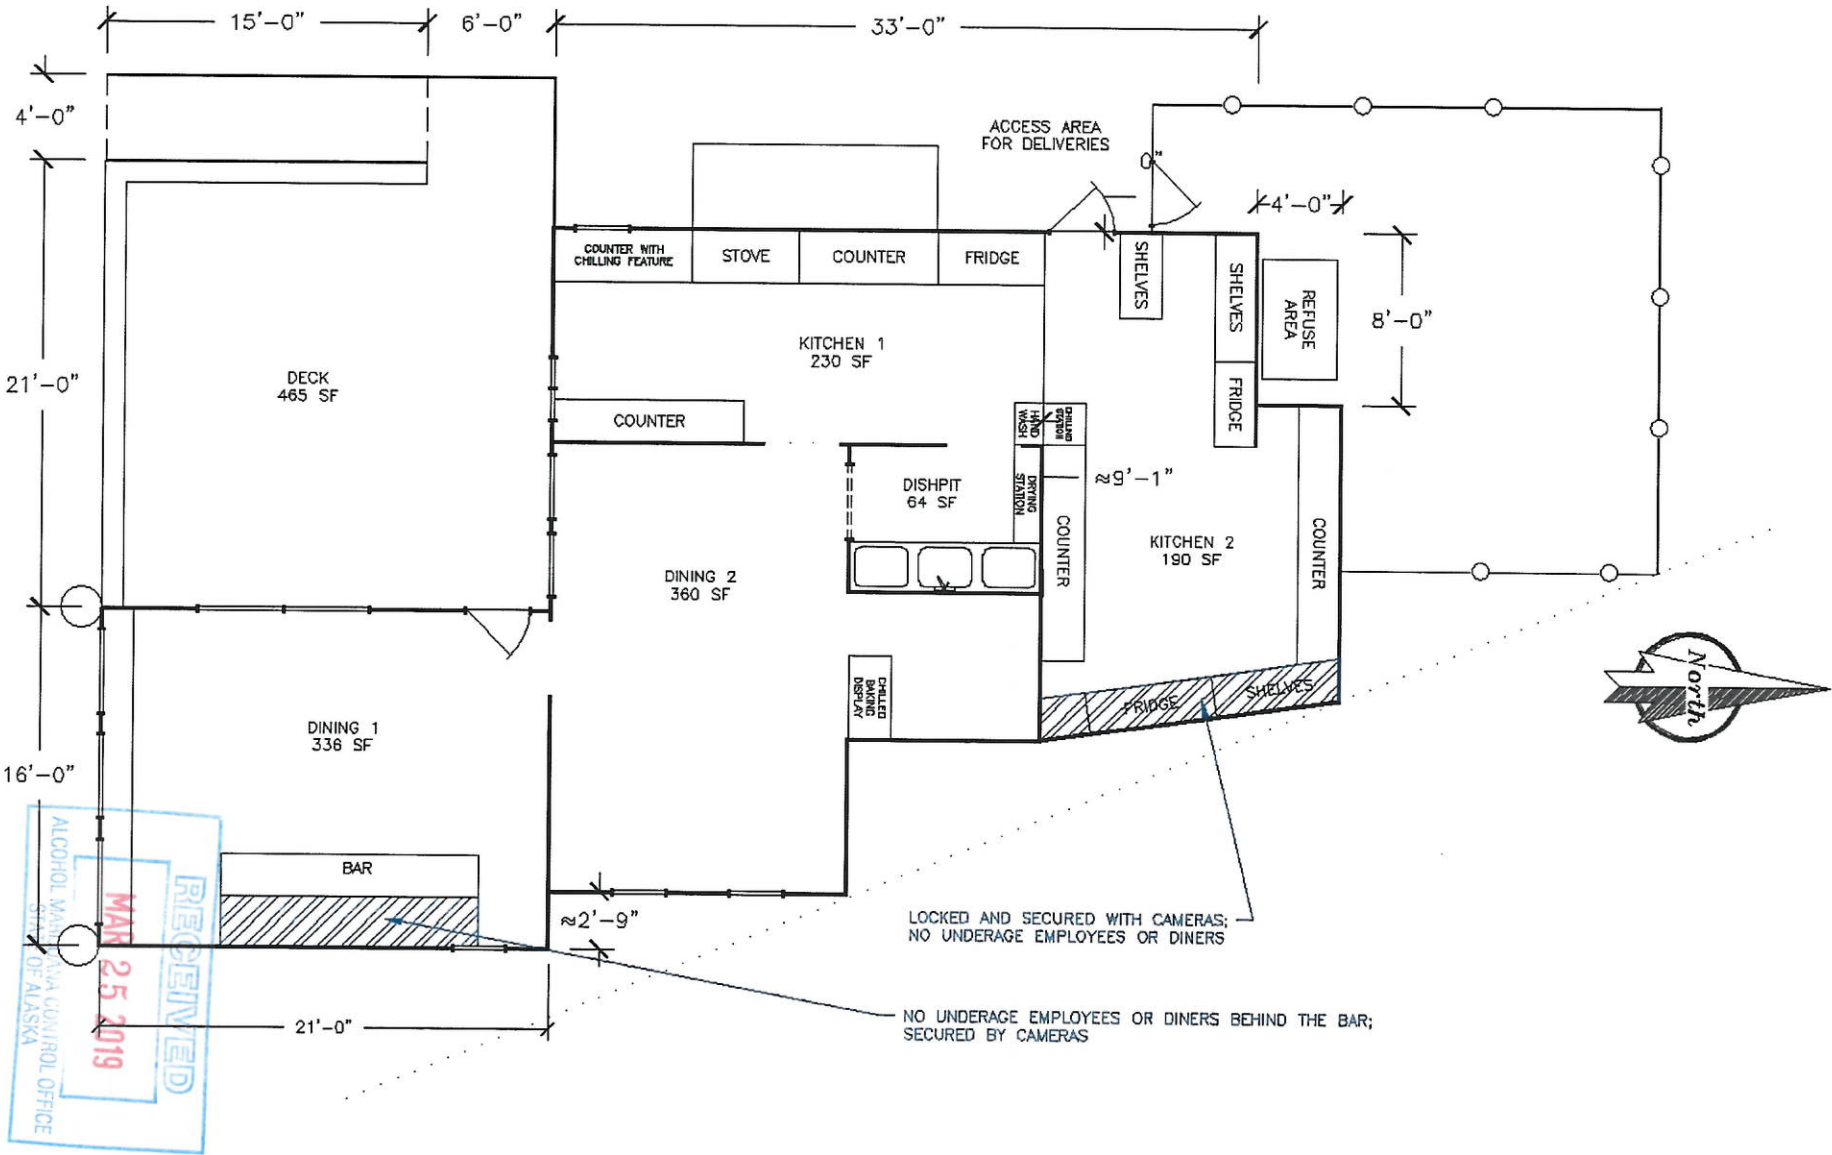 15'-0"
6'-0"
33'-0"
4'-0"
ACCESS AREA
FOR DELIVERIES
0"
4'-0"
COUNTER WITH
CHILLING FEATURE
STOVE
COUNTER
FRIDGE
SHELVES
SHELVES
REFUSE
AREA
8'-0"
KITCHEN 1
230 SF
21'-0"
DECK
465 SF
COUNTER
HAND
WASH
CHILLING
STATION
FRIDGE
DISHPIT
64 SF
DRYING
STATION
≈9'-1"
COUNTER
KITCHEN 2
190 SF
COUNTER
DINING 2
360 SF
CHILLED
BAKING
DISPLAY
FRIDGE
SHELVES
North
DINING 1
336 SF
16'-0"
BAR
≈2'-9"
LOCKED AND SECURED WITH CAMERAS;
NO UNDERAGE EMPLOYEES OR DINERS
NO UNDERAGE EMPLOYEES OR DINERS BEHIND THE BAR;
SECURED BY CAMERAS
21'-0"
RECEIVED
MAR 25 2019
ALCOHOL MARIJUANA CONTROL OFFICE
STATE OF ALASKA